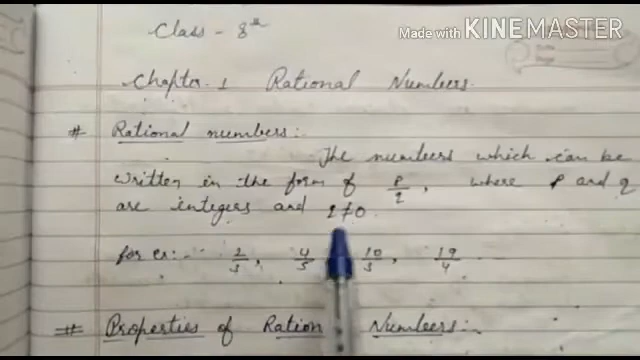 Made with KINEMASTER
Class - 8th
Chapter-1 Rational Numbers
# Rational numbers:-
The numbers which can be
written in the form of p/q, where p and q
are integers and q≠0.
for ex:- 2/3, 4/5, 10/3, 19/4
# Properties of Ration Numbers:-